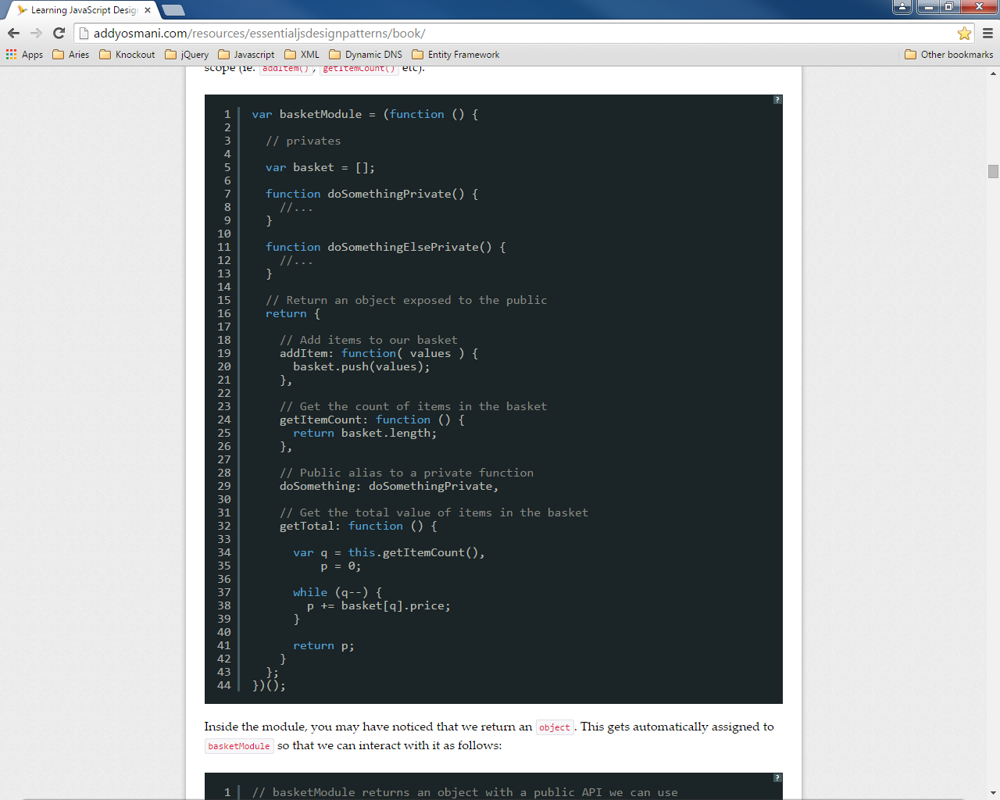 Learning JavaScript Desig
addyosmani.com/resources/essentialjsdesignpatterns/book/
Apps Aries Knockout jQuery Javascript XML Dynamic DNS Entity Framework Other bookmarks
scope (ie. addItem(), getItemCount() etc).
?
1 var basketModule = (function () {
2
3 // privates
4
5 var basket = [];
6
7 function doSomethingPrivate() {
8 //...
9 }
10
11 function doSomethingElsePrivate() {
12 //...
13 }
14
15 // Return an object exposed to the public
16 return {
17
18 // Add items to our basket
19 addItem: function( values ) {
20 basket.push(values);
21 },
22
23 // Get the count of items in the basket
24 getItemCount: function () {
25 return basket.length;
26 },
27
28 // Public alias to a private function
29 doSomething: doSomethingPrivate,
30
31 // Get the total value of items in the basket
32 getTotal: function () {
33
34 var q = this.getItemCount(),
35 p = 0;
36
37 while (q--) {
38 p += basket[q].price;
39 }
40
41 return p;
42 }
43 };
44 })();
Inside the module, you may have noticed that we return an object. This gets automatically assigned to
basketModule so that we can interact with it as follows:
?
1 // basketModule returns an object with a public API we can use